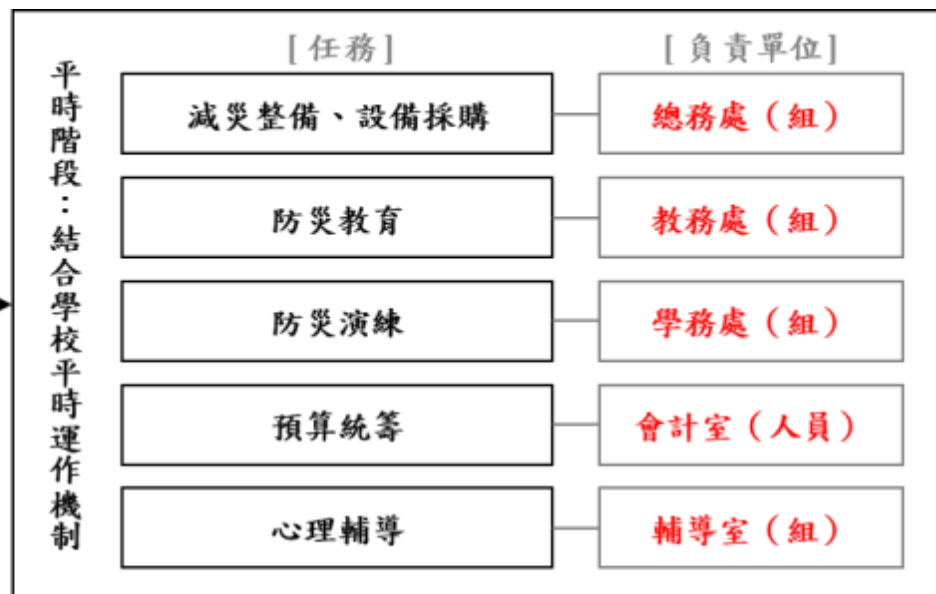 平時階段：結合學校平時運作機制
[任務] [負責單位]
減災整備、設備採購 總務處（組）
防災教育 教務處（組）
防災演練 學務處（組）
預算統籌 會計室（人員）
心理輔導 輔導室（組）